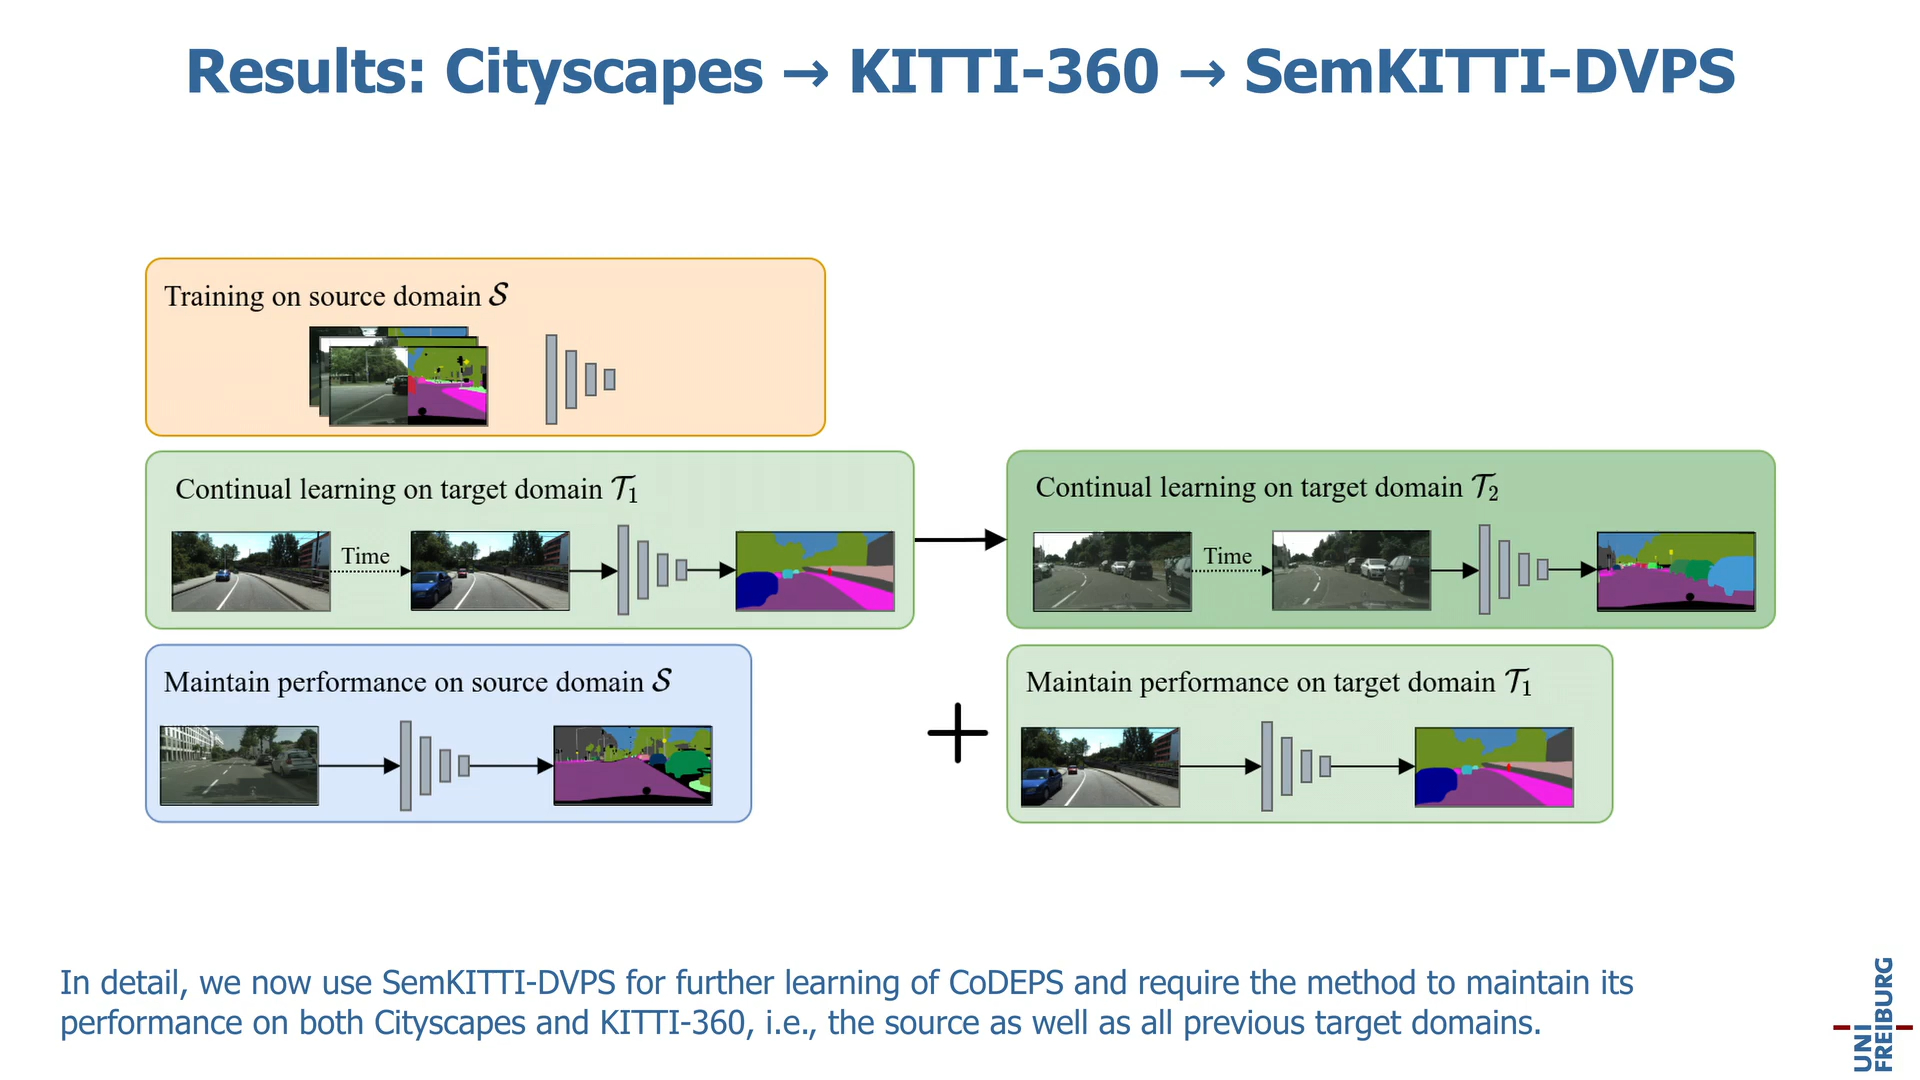 Results: Cityscapes → KITTI-360 → SemKITTI-DVPS
Training on source domain 𝒮
Continual learning on target domain 𝒯₁
Time
Continual learning on target domain 𝒯₂
Time
Maintain performance on source domain 𝒮
+
Maintain performance on target domain 𝒯₁
In detail, we now use SemKITTI-DVPS for further learning of CoDEPS and require the method to maintain its
performance on both Cityscapes and KITTI-360, i.e., the source as well as all previous target domains.
UNI
FREIBURG